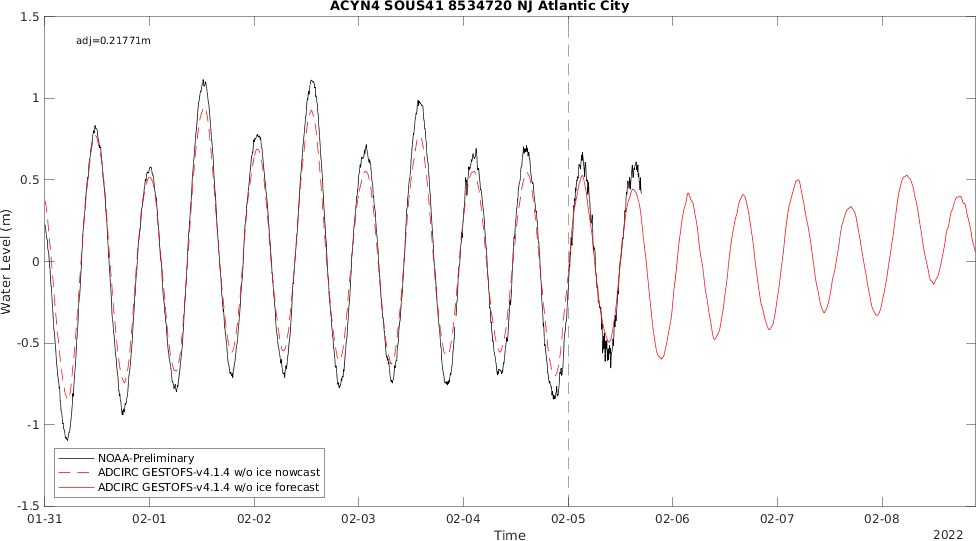 ACYN4 SOUS41 8534720 NJ Atlantic City
adj=0.21771m
1.5
1
0.5
0
-0.5
-1
-1.5
Water Level (m)
NOAA-Preliminary
ADCIRC GESTOFS-v4.1.4 w/o ice nowcast
ADCIRC GESTOFS-v4.1.4 w/o ice forecast
01-31 02-01 02-02 02-03 02-04 02-05 02-06 02-07 02-08
Time
2022